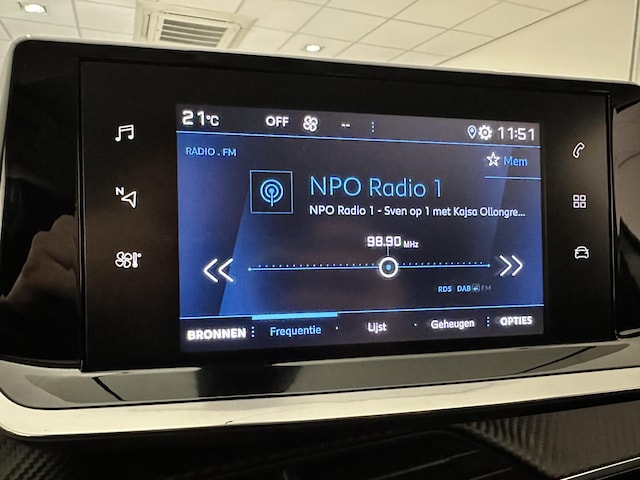 21°C OFF -- 11:51
RADIO . FM
Mem
NPO Radio 1
NPO Radio 1 - Sven op 1 met Kajsa Ollongre...
98.90 MHz
RDS DAB FM
BRONNEN Frequentie Lijst Geheugen OPTIES
N